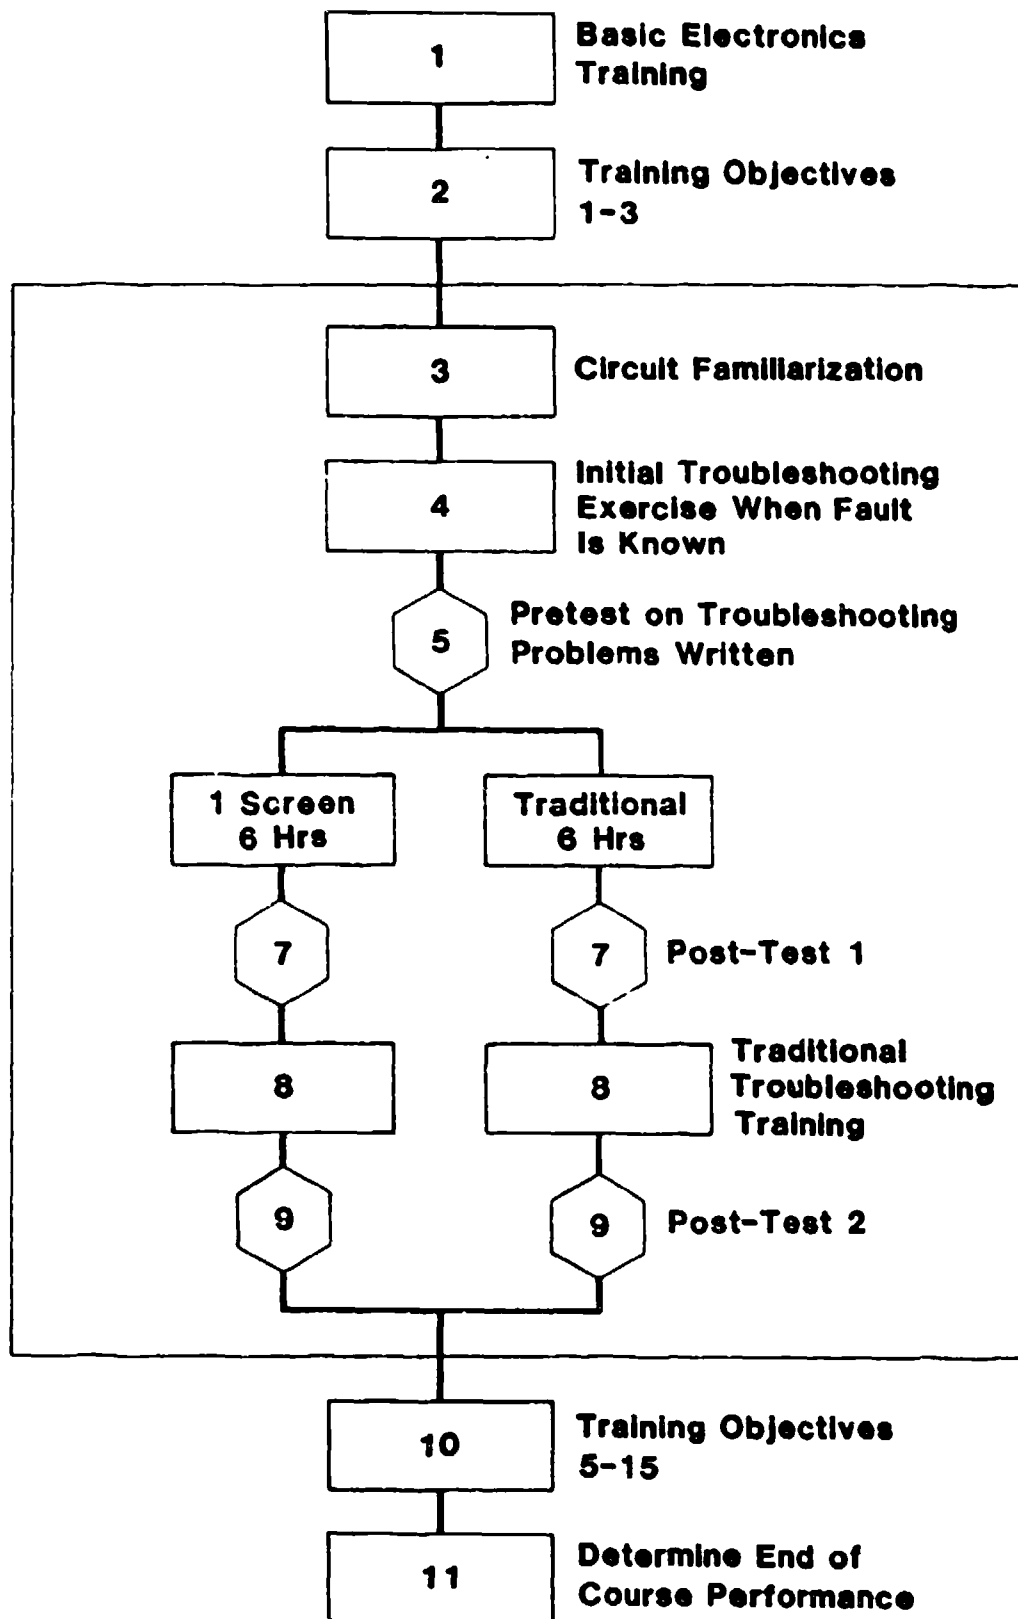 1
Basic Electronics
Training
2
Training Objectives
1-3
3
Circuit Familiarization
4
Initial Troubleshooting
Exercise When Fault
Is Known
5
Pretest on Troubleshooting
Problems Written
1 Screen
6 Hrs
Traditional
6 Hrs
7
7
Post-Test 1
8
8
Traditional
Troubleshooting
Training
9
9
Post-Test 2
10
Training Objectives
5-15
11
Determine End of
Course Performance